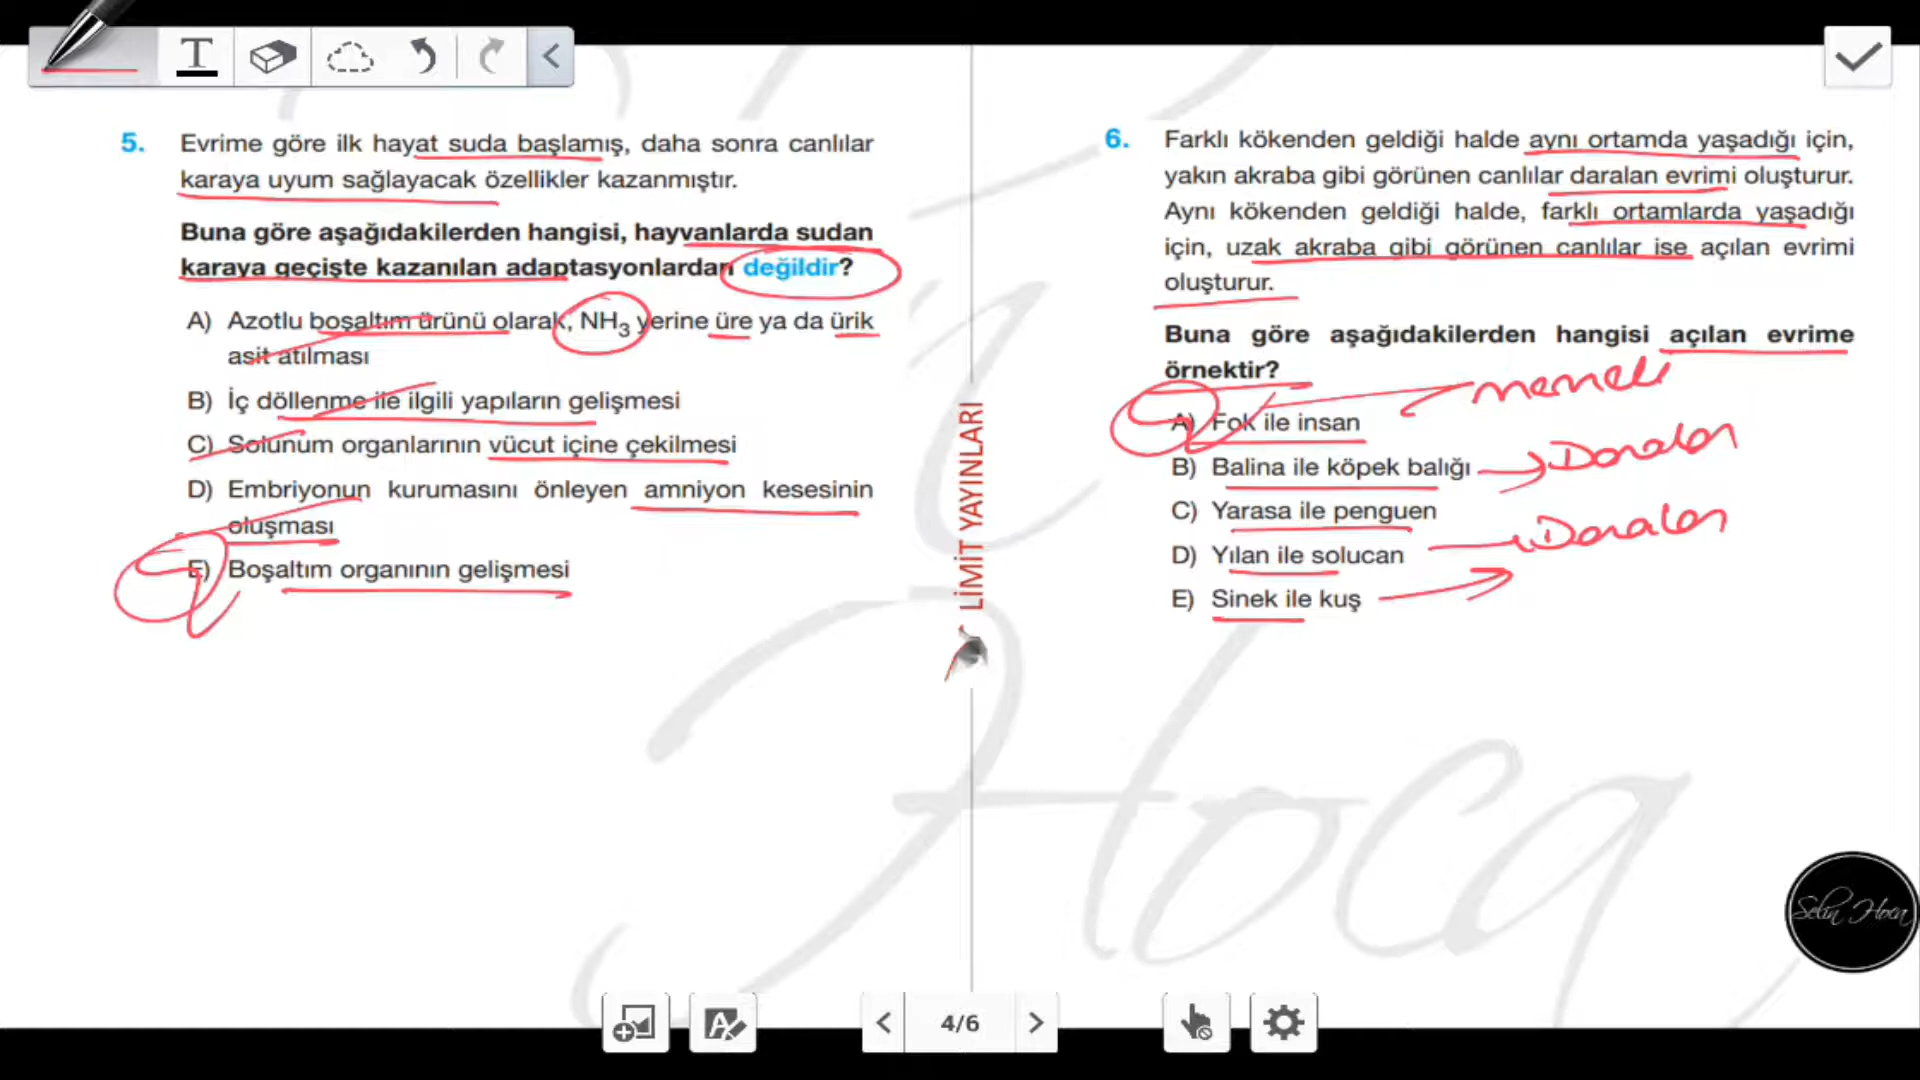 5. Evrime göre ilk hayat suda başlamış, daha sonra canlılar
karaya uyum sağlayacak özellikler kazanmıştır.
Buna göre aşağıdakilerden hangisi, hayvanlarda sudan
karaya geçişte kazanılan adaptasyonlardan değildir?
A) Azotlu boşaltım ürünü olarak, NH3 yerine üre ya da ürik
asit atılması
B) İç döllenme ile ilgili yapıların gelişmesi
C) Solunum organlarının vücut içine çekilmesi
D) Embriyonun kurumasını önleyen amniyon kesesinin
oluşması
E) Boşaltım organının gelişmesi
LİMİT YAYINLARI
6. Farklı kökenden geldiği halde aynı ortamda yaşadığı için,
yakın akraba gibi görünen canlılar daralan evrimi oluşturur.
Aynı kökenden geldiği halde, farklı ortamlarda yaşadığı
için, uzak akraba gibi görünen canlılar ise açılan evrimi
oluşturur.
Buna göre aşağıdakilerden hangisi açılan evrime
örnektir?
A) Fok ile insan
memeli
B) Balina ile köpek balığı
Daralan
C) Yarasa ile penguen
D) Yılan ile solucan
Daralan
E) Sinek ile kuş
Hoca
Selin Hoca
4/6